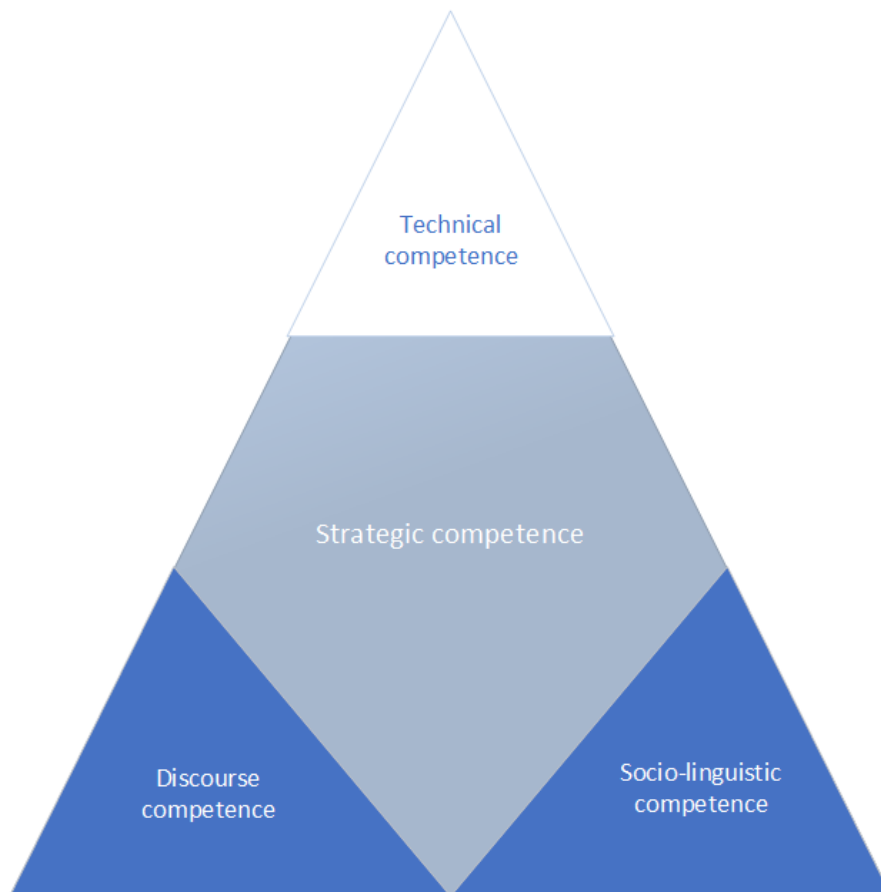 Technical
competence
Strategic competence
Discourse
competence
Socio-linguistic
competence